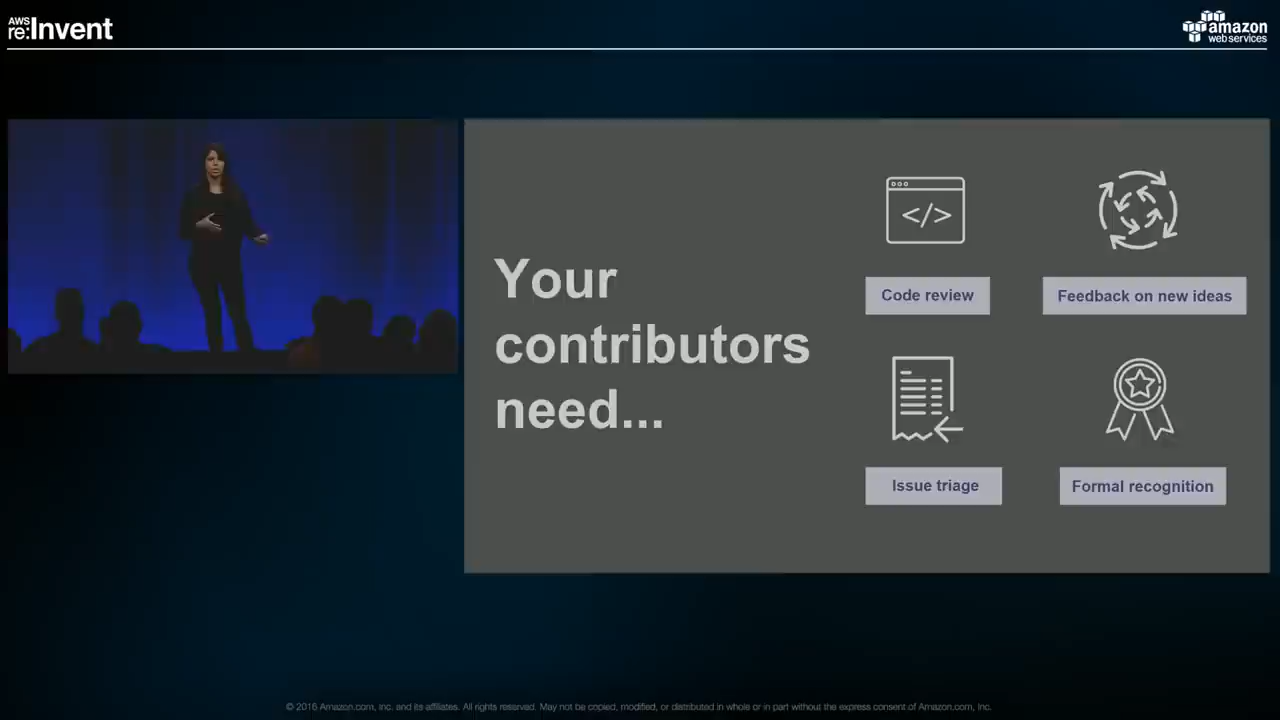 AWS
re:Invent
amazon
web services
Your
contributors
need...
</>
Code review
Feedback on new ideas
Issue triage
Formal recognition
© 2016 Amazon.com, Inc. and its affiliates. All rights reserved. May not be copied, modified, or distributed in whole or in part without the express consent of Amazon.com, Inc.